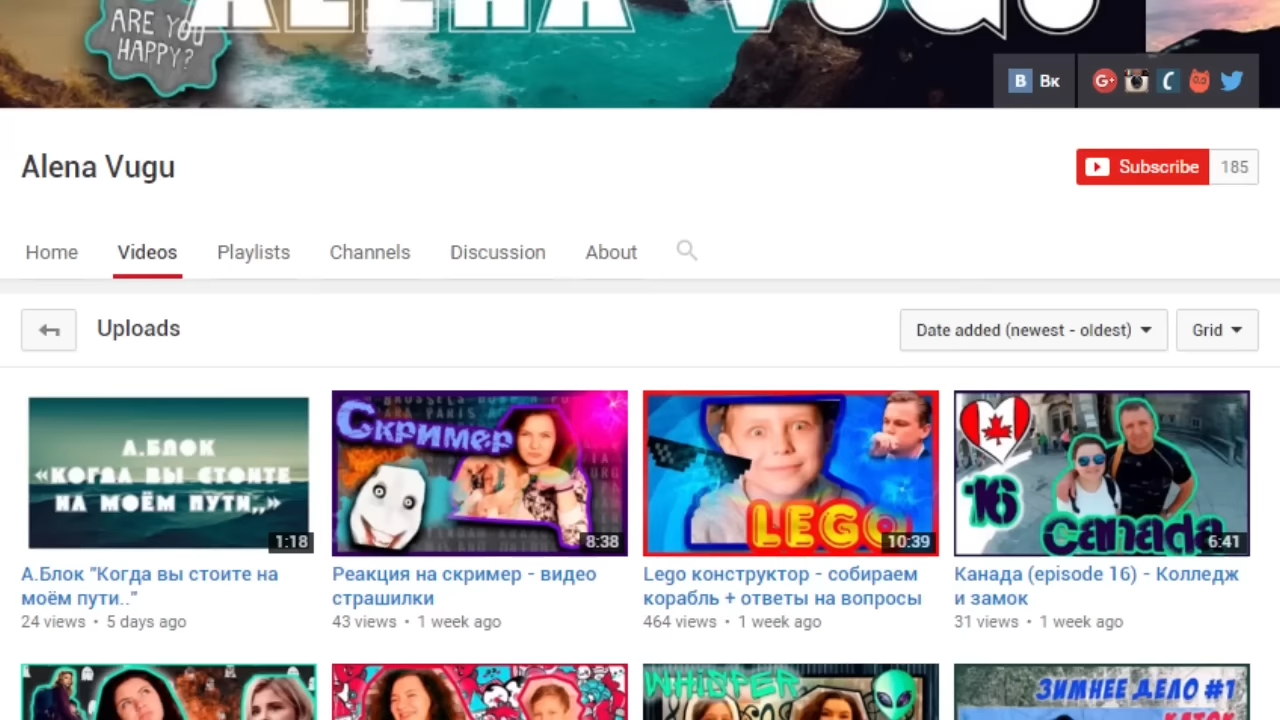 ALENA VUGU
ARE YOU
HAPPY?
B Вк
Alena Vugu
Subscribe 185
Home Videos Playlists Channels Discussion About
Uploads
Date added (newest - oldest) Grid
А.БЛОК
«КОГДА ВЫ СТОИТЕ
НА МОЁМ ПУТИ,,»
1:18
Скример
8:38
LEGO
10:39
16
Canada
6:41
А.Блок "Когда вы стоите на
моём пути.."
24 views • 5 days ago
Реакция на скример - видео
страшилки
43 views • 1 week ago
Lego конструктор - собираем
корабль + ответы на вопросы
464 views • 1 week ago
Канада (episode 16) - Колледж
и замок
31 views • 1 week ago
WHISPER
ЗИМНЕЕ ДЕЛО #1